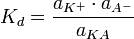 K_d = \frac{a_{K^+} \cdot a_{A^-}}{a_{KA}}